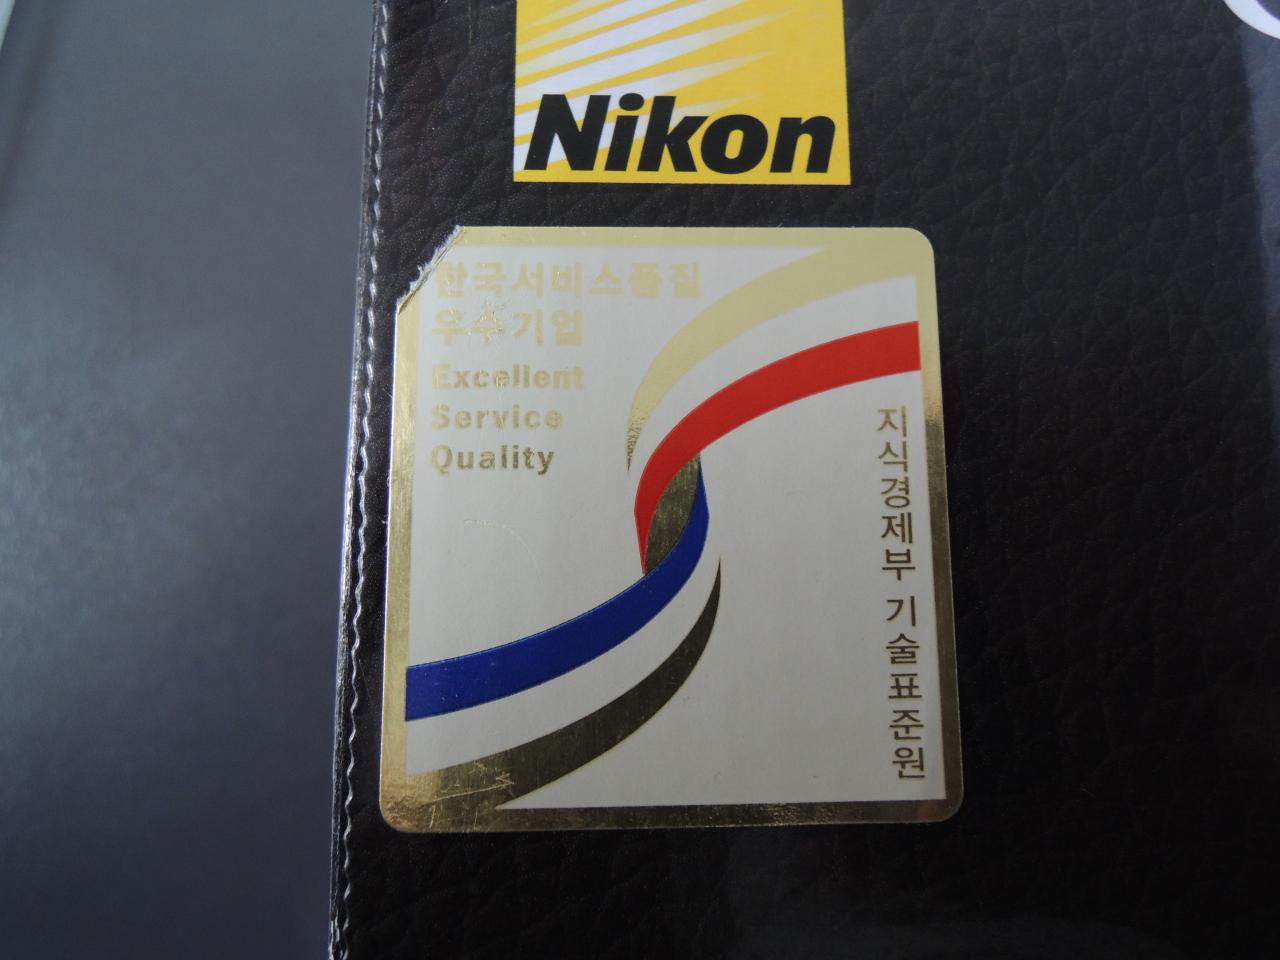 Nikon
한국서비스품질
우수기업
Excellent
Service
Quality
지식경제부 기술표준원